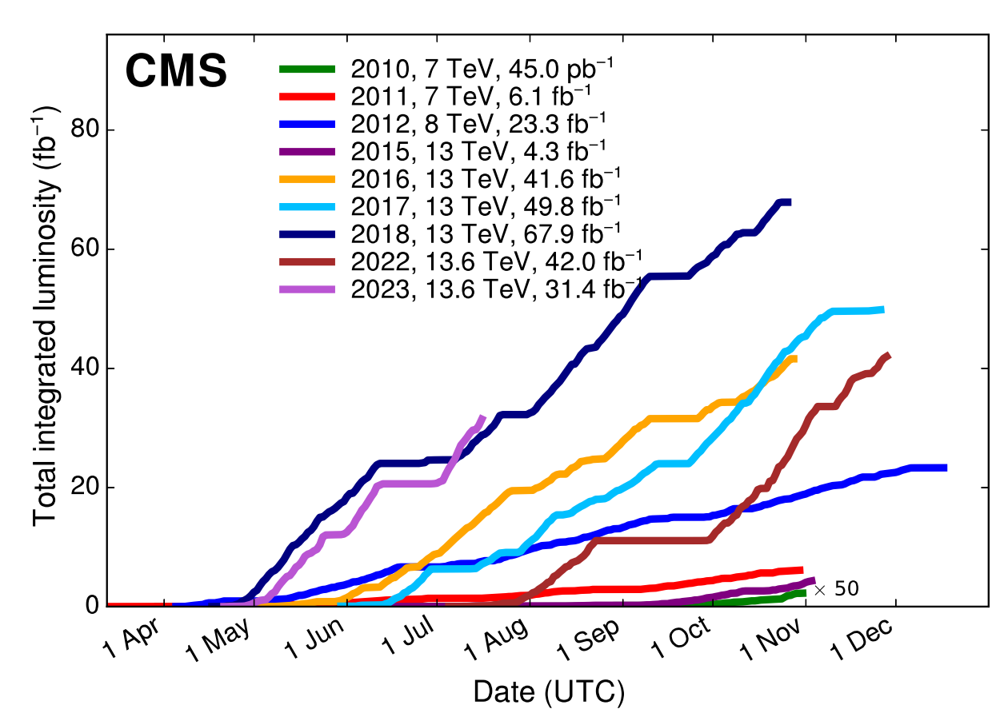 CMS
2010, 7 TeV, 45.0 pb⁻¹
2011, 7 TeV, 6.1 fb⁻¹
2012, 8 TeV, 23.3 fb⁻¹
2015, 13 TeV, 4.3 fb⁻¹
2016, 13 TeV, 41.6 fb⁻¹
2017, 13 TeV, 49.8 fb⁻¹
2018, 13 TeV, 67.9 fb⁻¹
2022, 13.6 TeV, 42.0 fb⁻¹
2023, 13.6 TeV, 31.4 fb⁻¹
Total integrated luminosity (fb⁻¹)
80
60
40
20
0
× 50
1 Apr
1 May
1 Jun
1 Jul
1 Aug
1 Sep
1 Oct
1 Nov
1 Dec
Date (UTC)